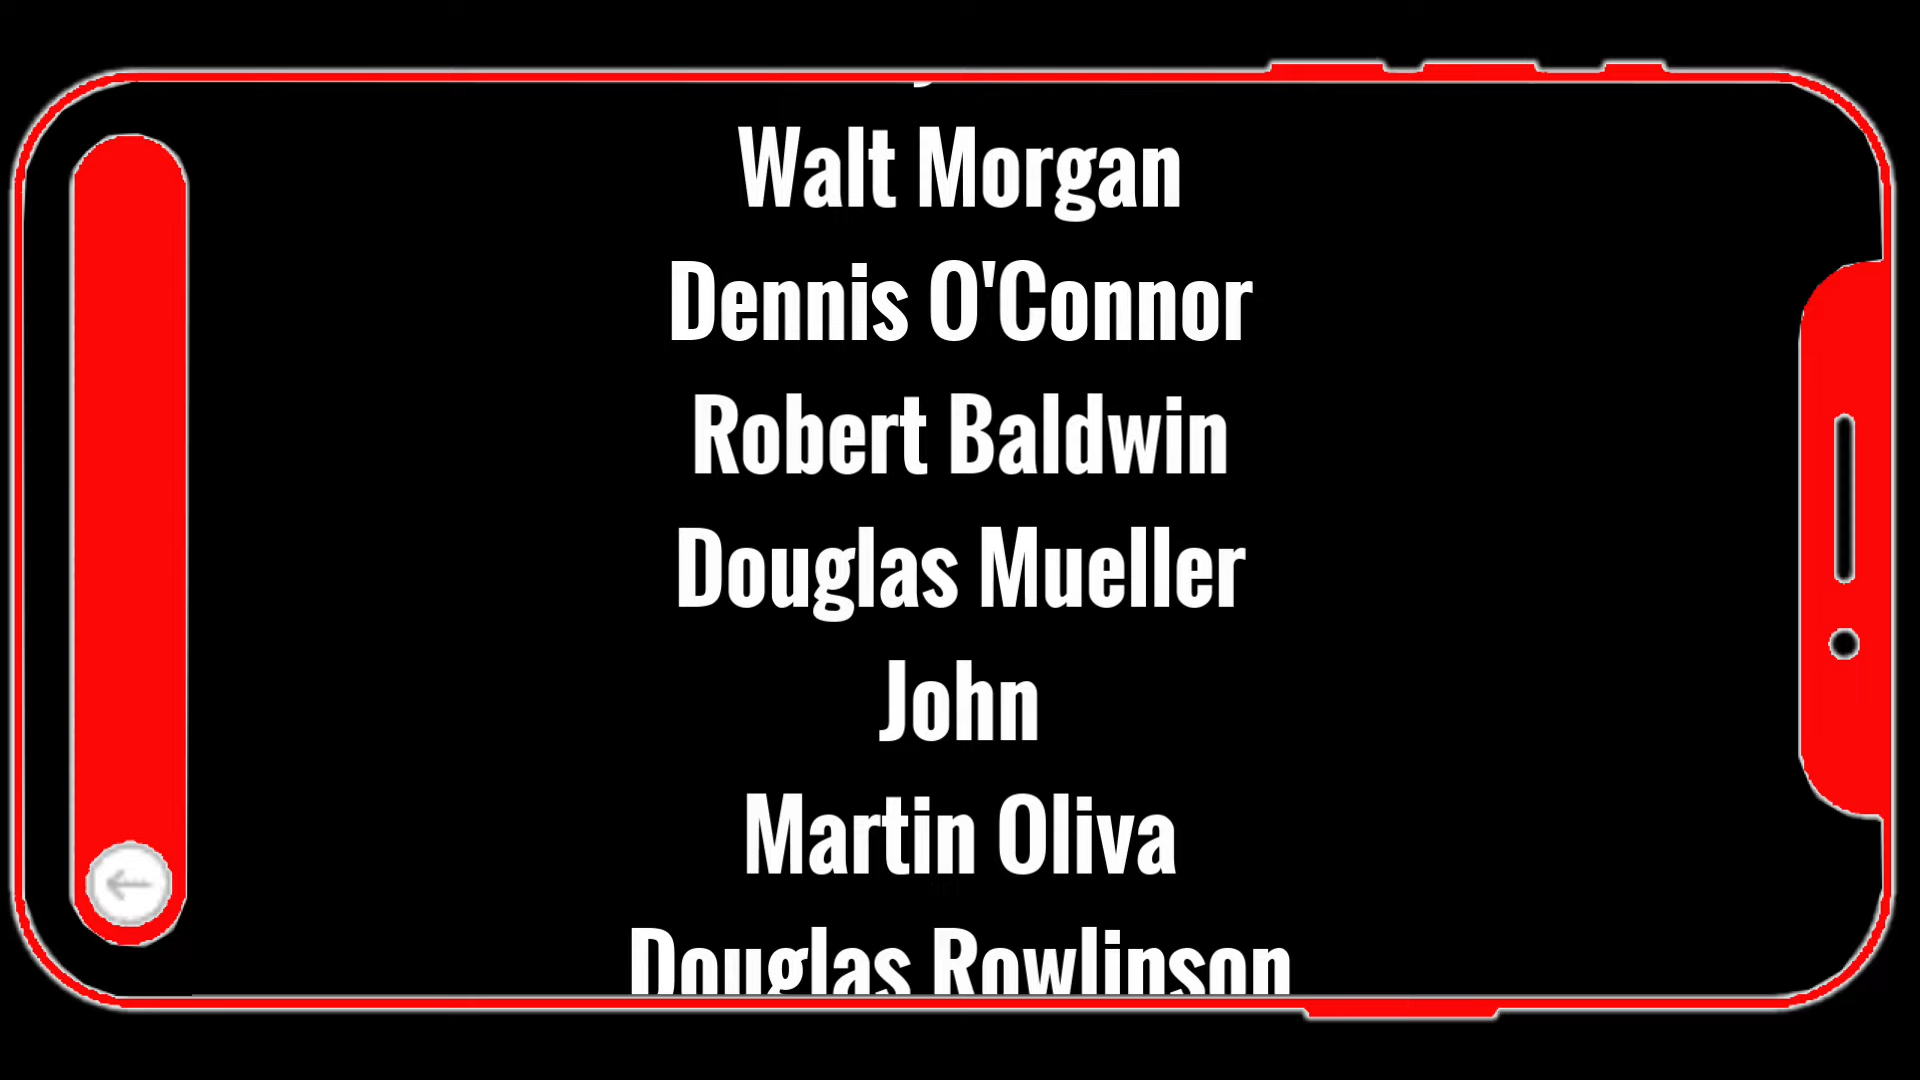 Walt Morgan
Dennis O'Connor
Robert Baldwin
Douglas Mueller
John
Martin Oliva
Douglas Rowlinson